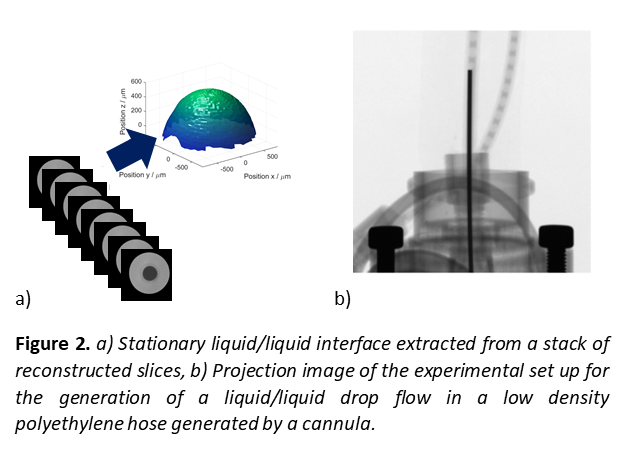 600
400
200
0
Position z / μm
0
-500
Position y / μm
-500
0
500
Position x / μm
a)
b)
Figure 2. a) Stationary liquid/liquid interface extracted from a stack of
reconstructed slices, b) Projection image of the experimental set up for
the generation of a liquid/liquid drop flow in a low density
polyethylene hose generated by a cannula.